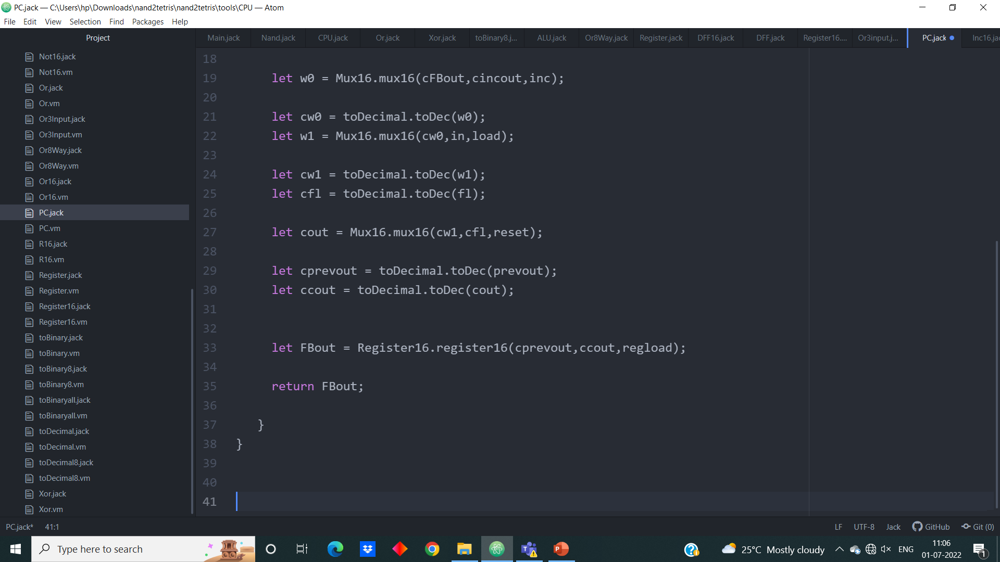 PC.jack — C:\Users\hp\Downloads\nand2tetris\nand2tetris\tools\CPU — Atom
File Edit View Selection Find Packages Help
Project
Main.jack Nand.jack CPU.jack Or.jack Xor.jack toBinary8.j... ALU.jack Or8Way.jack Register.jack DFF16.jack DFF.jack Register16.... Or3input.j... PC.jack Inc16.jac
Not16.jack
Not16.vm
Or.jack
Or.vm
Or3Input.jack
Or3Input.vm
Or8Way.jack
Or8Way.vm
Or16.jack
Or16.vm
PC.jack
PC.vm
R16.jack
R16.vm
Register.jack
Register.vm
Register16.jack
Register16.vm
toBinary.jack
toBinary.vm
toBinary8.jack
toBinary8.vm
toBinaryall.jack
toBinaryall.vm
toDecimal.jack
toDecimal.vm
toDecimal8.jack
toDecimal8.vm
Xor.jack
Xor.vm
18
19 let w0 = Mux16.mux16(cFBout,cincout,inc);
20
21 let cw0 = toDecimal.toDec(w0);
22 let w1 = Mux16.mux16(cw0,in,load);
23
24 let cw1 = toDecimal.toDec(w1);
25 let cfl = toDecimal.toDec(fl);
26
27 let cout = Mux16.mux16(cw1,cfl,reset);
28
29 let cprevout = toDecimal.toDec(prevout);
30 let ccout = toDecimal.toDec(cout);
31
32
33 let FBout = Register16.register16(cprevout,ccout,regload);
34
35 return FBout;
36
37 }
38 }
39
40
41
PC.jack* 41:1 LF UTF-8 Jack GitHub Git (0)
Type here to search
25°C Mostly cloudy ENG
11:06
01-07-2022
1